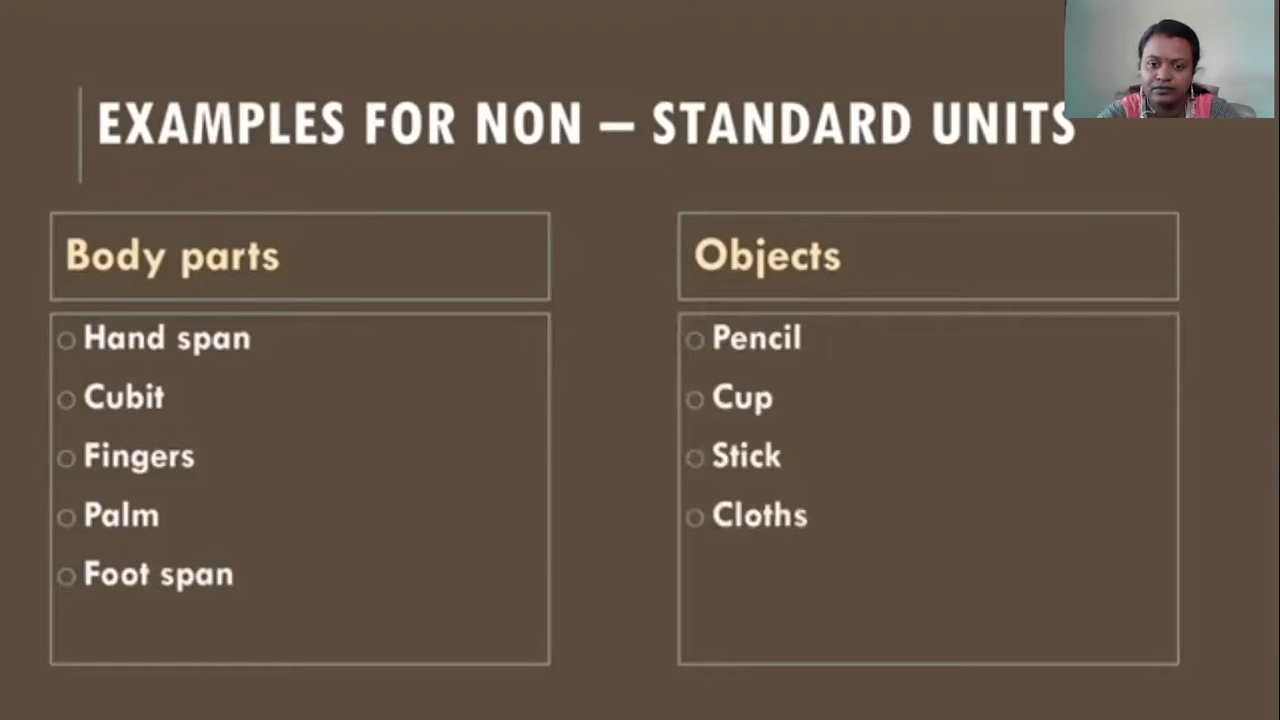 EXAMPLES FOR NON – STANDARD UNITS
Body parts
Hand span
Cubit
Fingers
Palm
Foot span
Objects
Pencil
Cup
Stick
Cloths